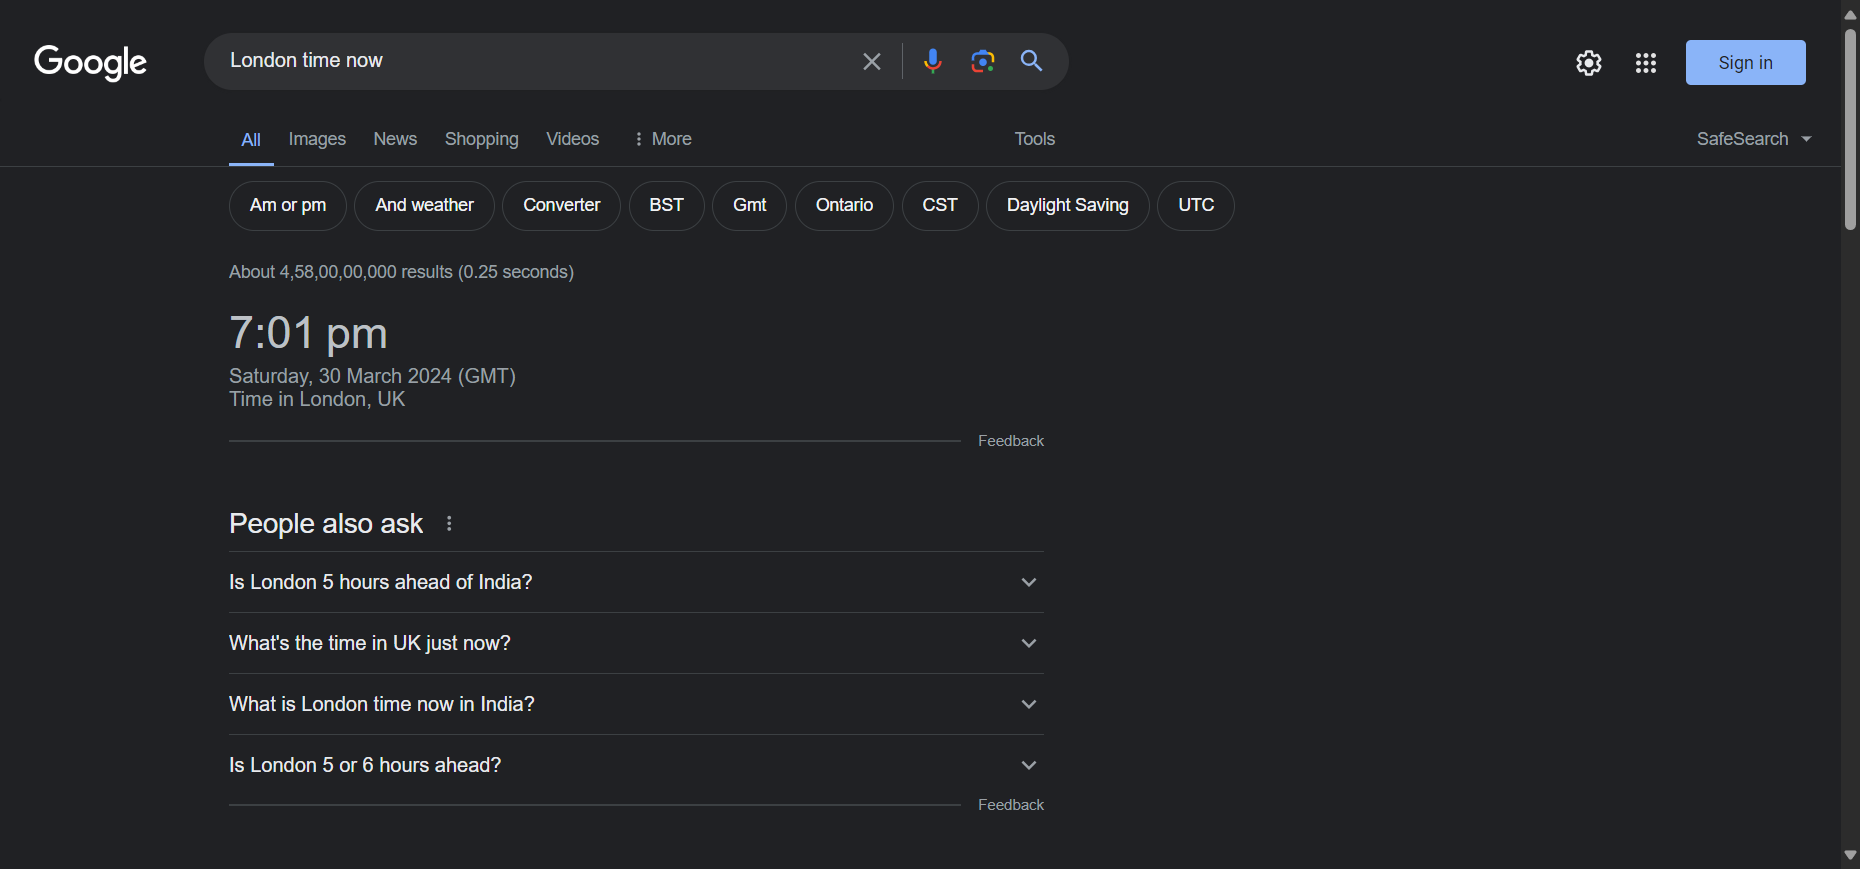 Google
London time now
Sign in
All Images News Shopping Videos More Tools SafeSearch
Am or pm And weather Converter BST Gmt Ontario CST Daylight Saving UTC
About 4,58,00,00,000 results (0.25 seconds)
7:01 pm
Saturday, 30 March 2024 (GMT)
Time in London, UK
Feedback
People also ask
Is London 5 hours ahead of India?
What's the time in UK just now?
What is London time now in India?
Is London 5 or 6 hours ahead?
Feedback